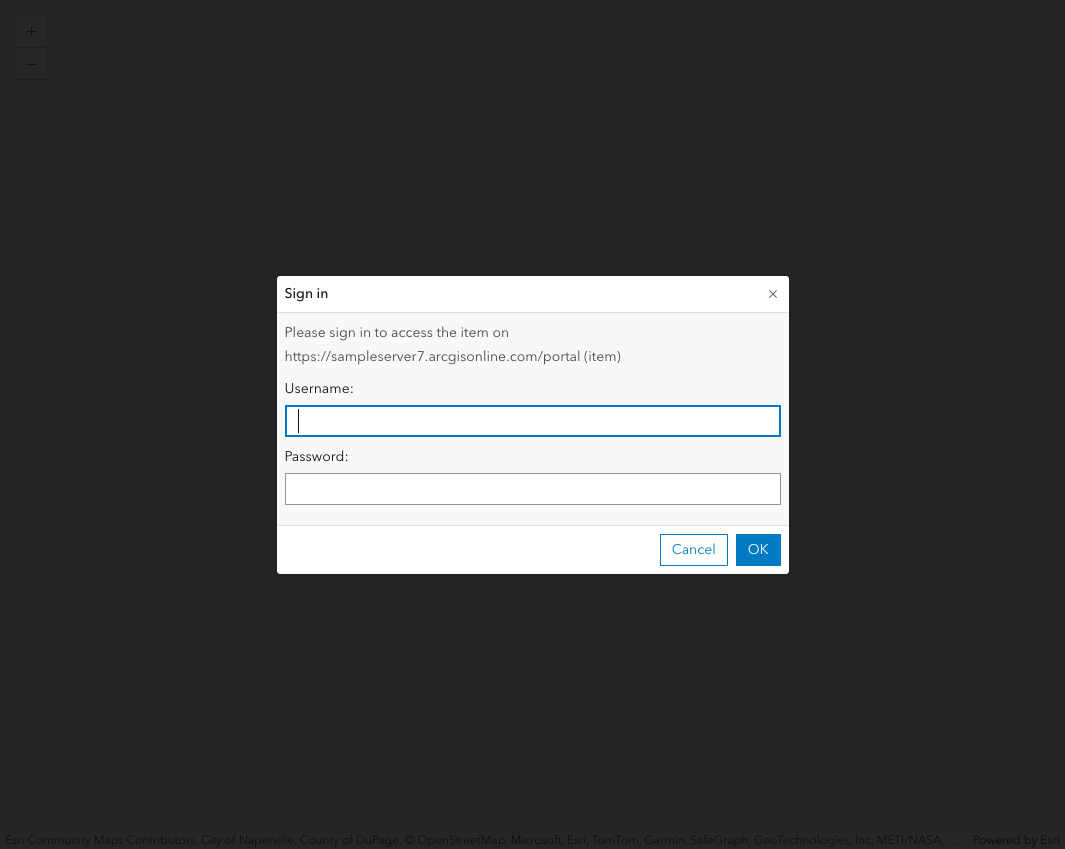 +
−
Sign in
×
Please sign in to access the item on
https://sampleserver7.arcgisonline.com/portal (item)
Username:
Password:
Cancel
OK
Esri Community Maps Contributors, City of Naperville, County of DuPage, © OpenStreetMap, Microsoft, Esri, TomTom, Garmin, SafeGraph, GeoTechnologies, Inc, METI/NASA, ...
Powered by Esri